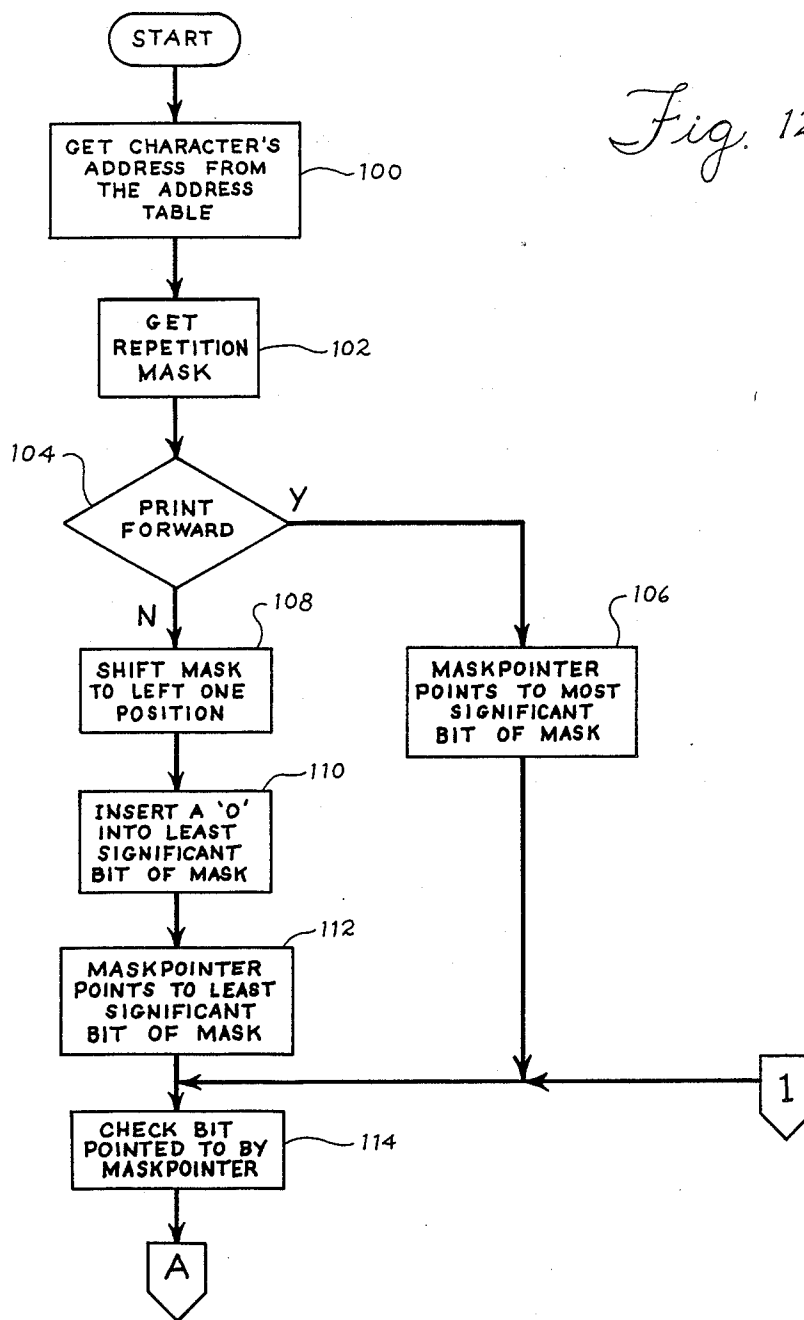 START
Fig. 12
GET CHARACTER'S
ADDRESS FROM
THE ADDRESS
TABLE
100
GET
REPETITION
MASK
102
104
PRINT
FORWARD
Y
N
108
SHIFT MASK
TO LEFT ONE
POSITION
106
MASKPOINTER
POINTS TO MOST
SIGNIFICANT
BIT OF MASK
110
INSERT A '0'
INTO LEAST
SIGNIFICANT
BIT OF MASK
112
MASKPOINTER
POINTS TO LEAST
SIGNIFICANT
BIT OF MASK
1
CHECK BIT
POINTED TO BY
MASKPOINTER
114
A